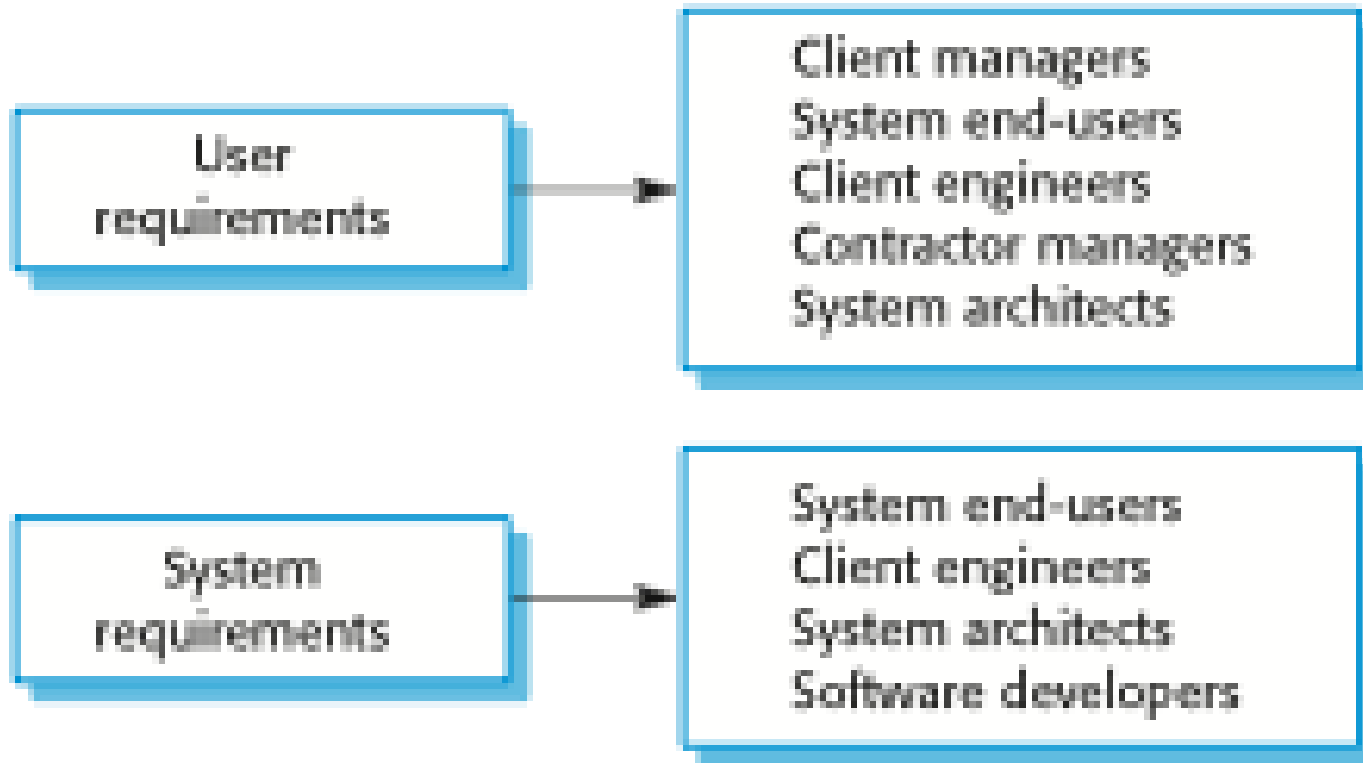 User
requirements
Client managers
System end-users
Client engineers
Contractor managers
System architects
System
requirements
System end-users
Client engineers
System architects
Software developers